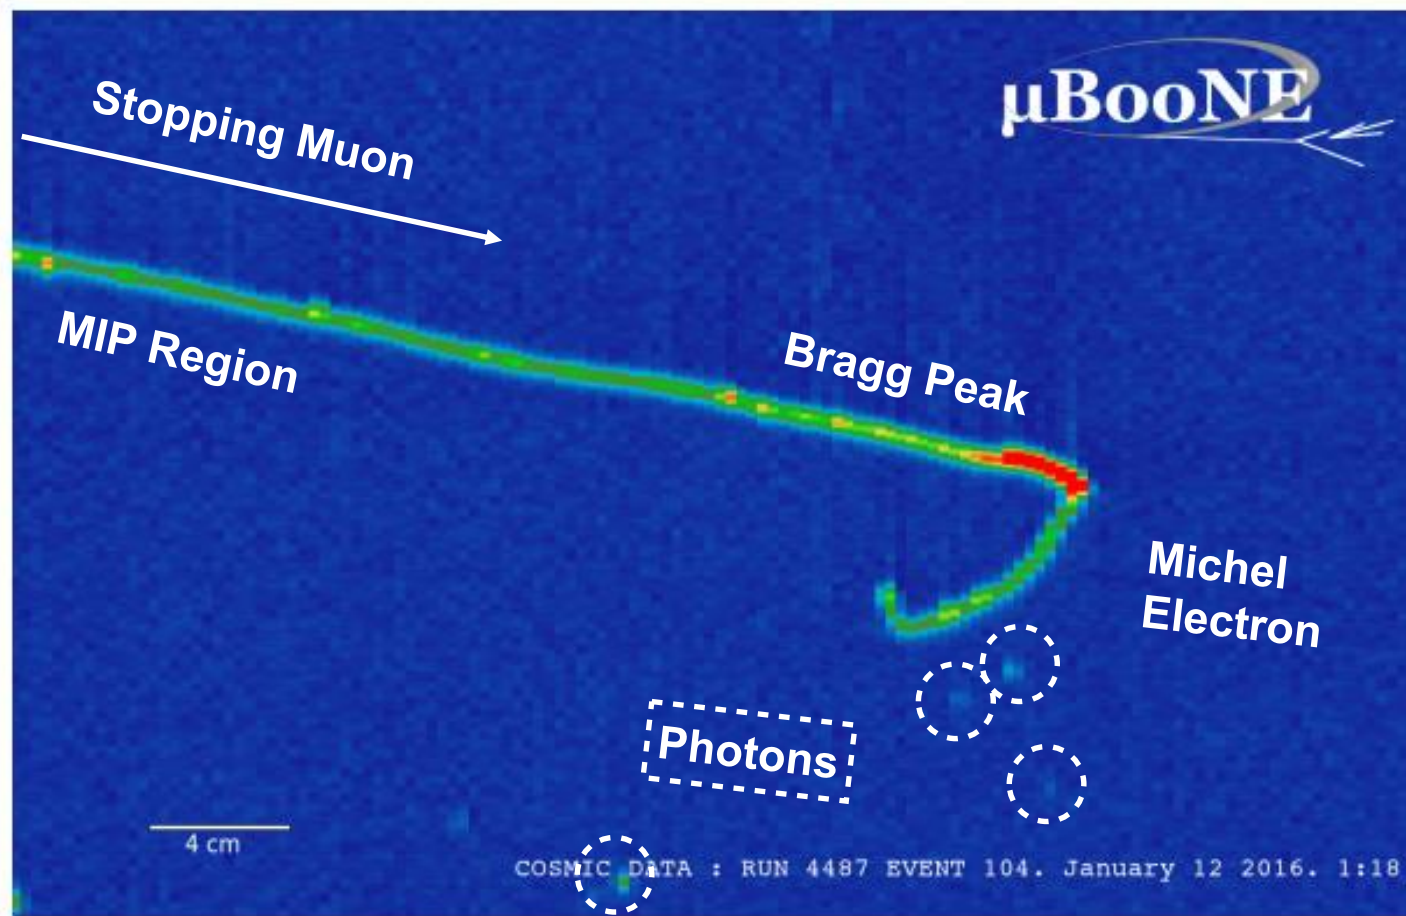 Stopping Muon
µBooNE
MIP Region
Bragg Peak
Michel
Electron
Photons
4 cm
COSMIC DATA : RUN 4487 EVENT 104. January 12 2016. 1:18